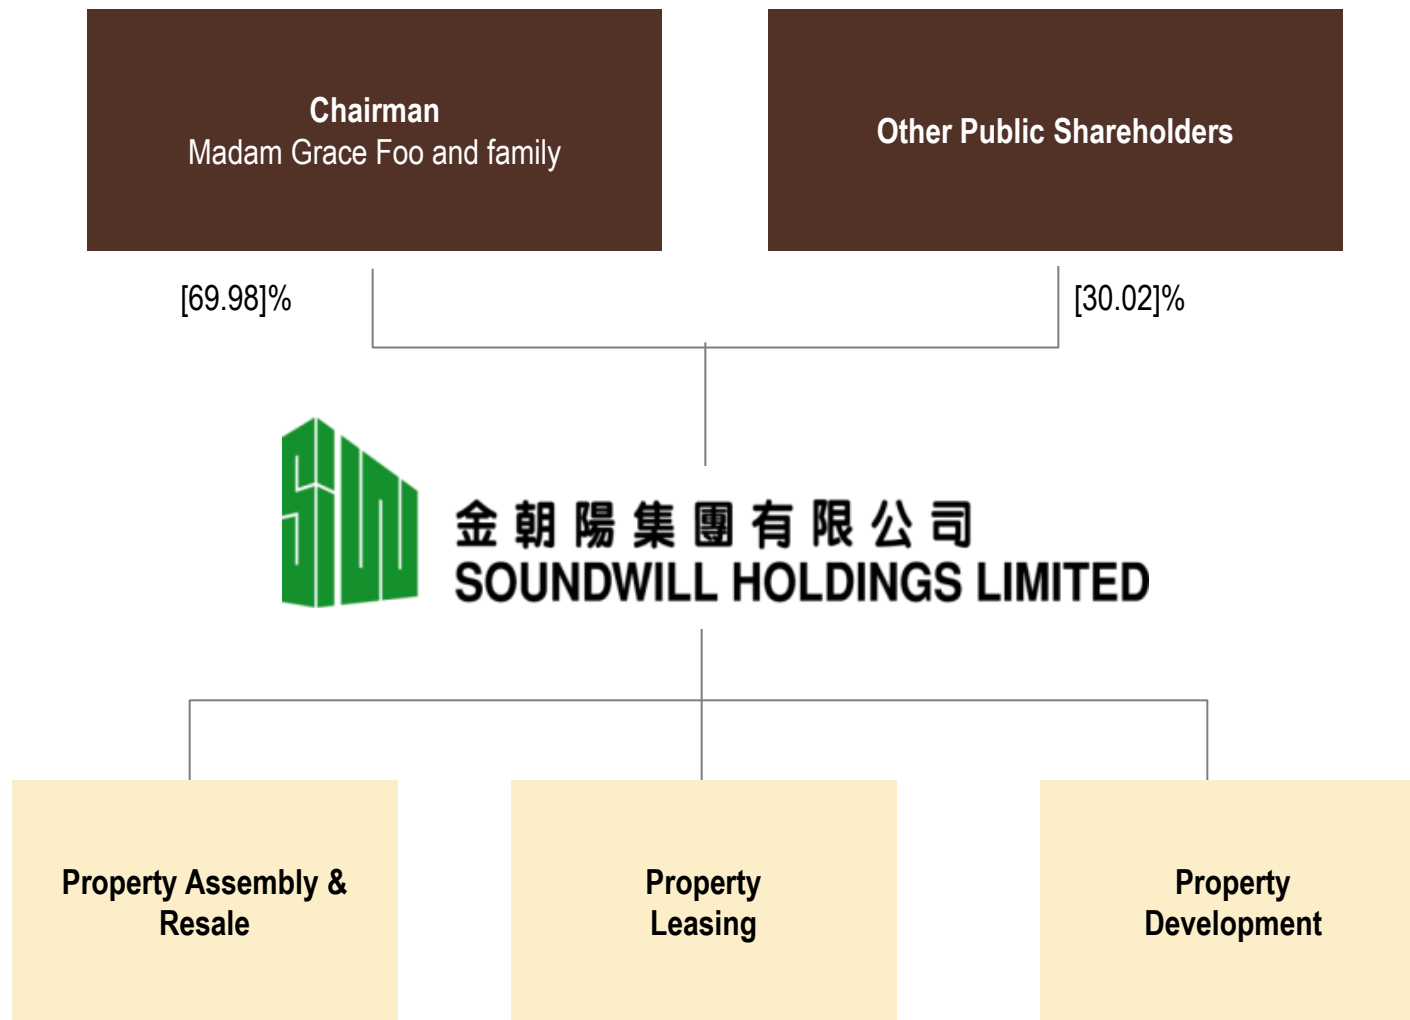 Chairman
Madam Grace Foo and family
Other Public Shareholders
[69.98]%
[30.02]%
金朝陽集團有限公司
SOUNDWILL HOLDINGS LIMITED
Property Assembly &
Resale
Property
Leasing
Property
Development